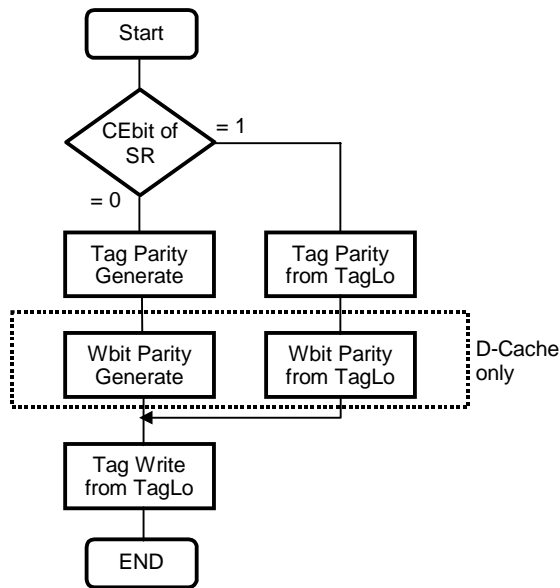 Start
CEbit of
SR
= 1
= 0
Tag Parity
Generate
Tag Parity
from TagLo
Wbit Parity
Generate
Wbit Parity
from TagLo
D-Cache
only
Tag Write
from TagLo
END